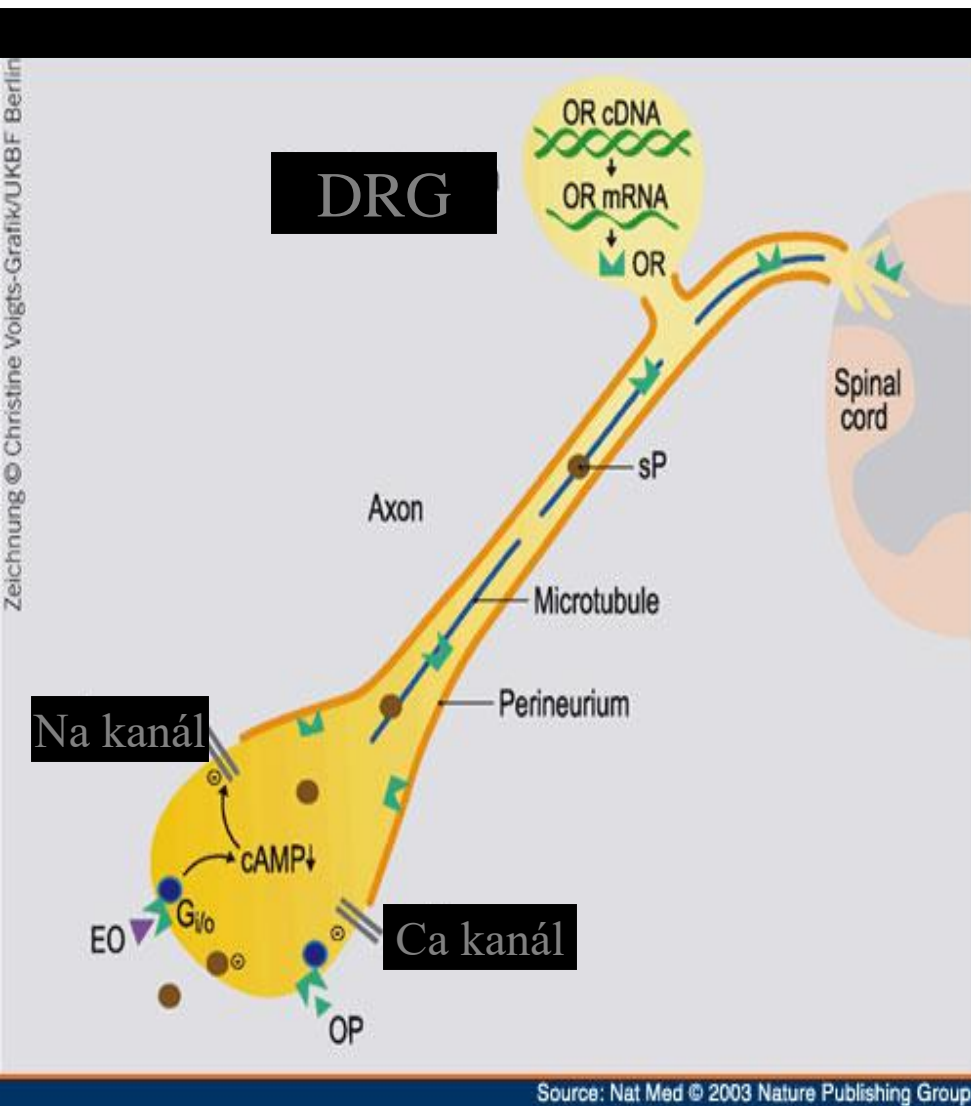 Zeichnung © Christine Voigts-Grafik/UKBF Berlin
OR cDNA
DRG
OR mRNA
OR
Spinal
cord
sP
Axon
Microtubule
Perineurium
Na kanál
cAMP↓
Gi/o
EO
Ca kanál
OP
Source: Nat Med © 2003 Nature Publishing Group